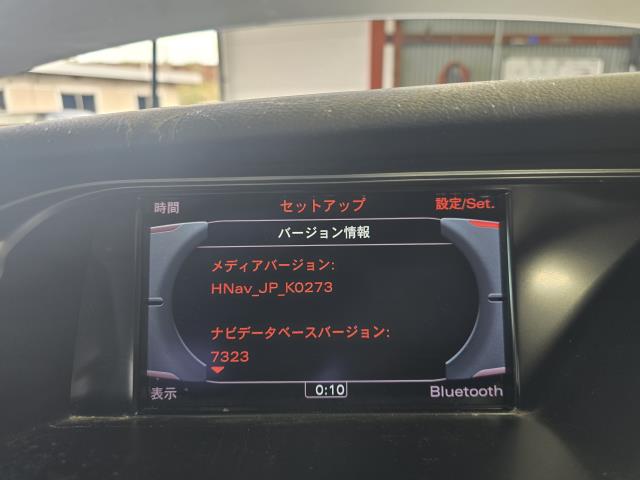 時間 セットアップ 設定/Set.
バージョン情報
メディアバージョン:
HNav_JP_K0273
ナビデータベースバージョン:
7323
表示 0:10 Bluetooth